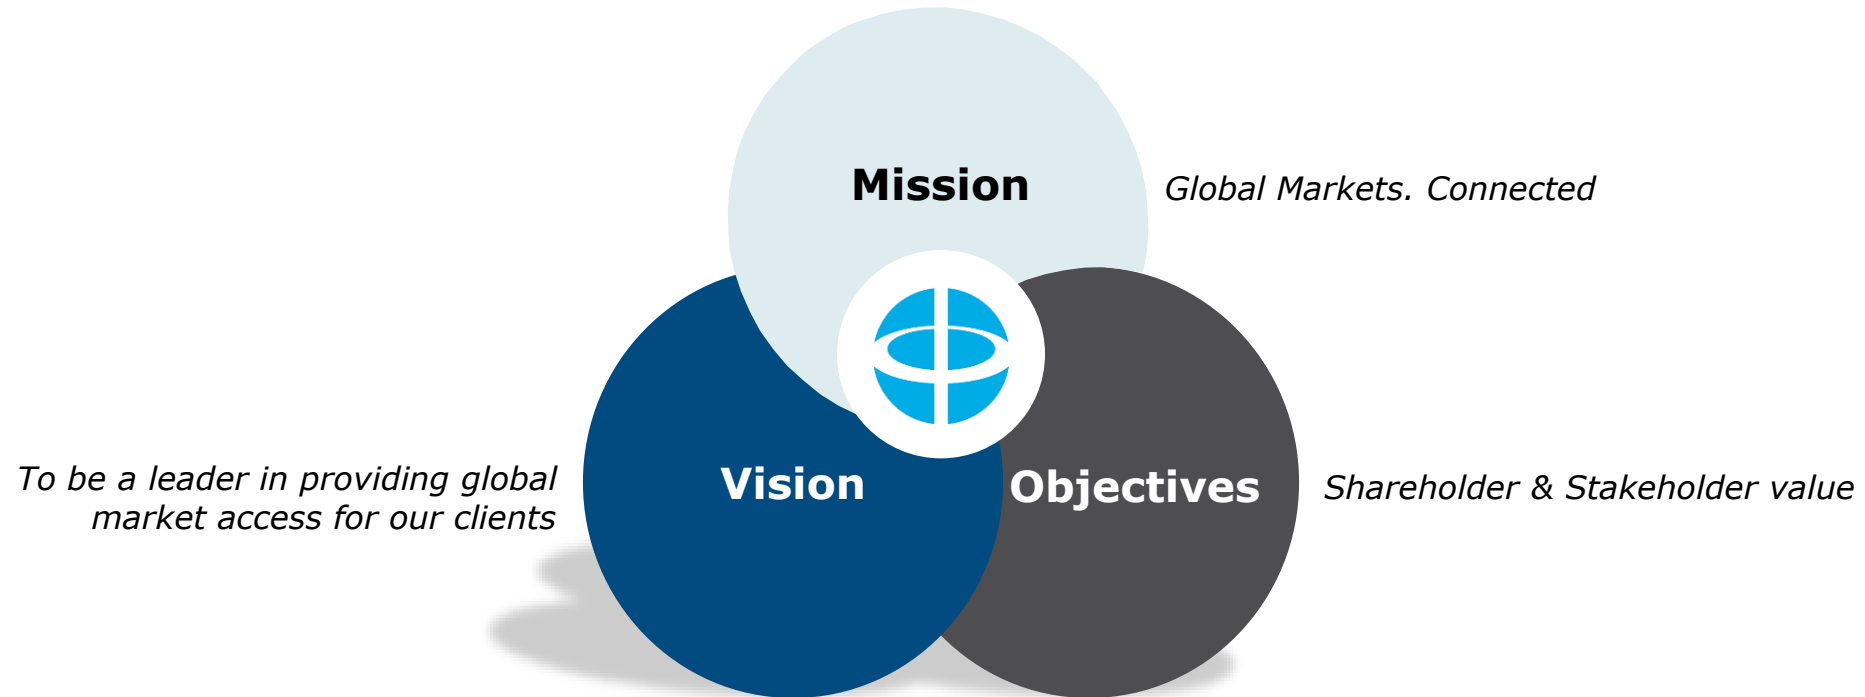 Mission
Global Markets. Connected
To be a leader in providing global
market access for our clients
Vision
Objectives
Shareholder & Stakeholder value